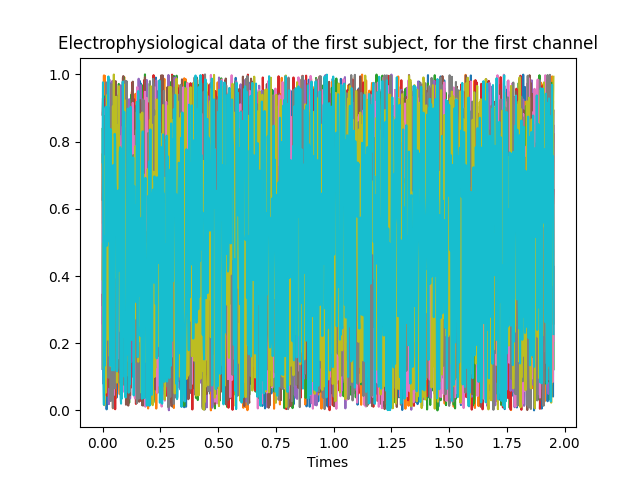 Electrophysiological data of the first subject, for the first channel
1.0
0.8
0.6
0.4
0.2
0.0
0.00 0.25 0.50 0.75 1.00 1.25 1.50 1.75 2.00
Times